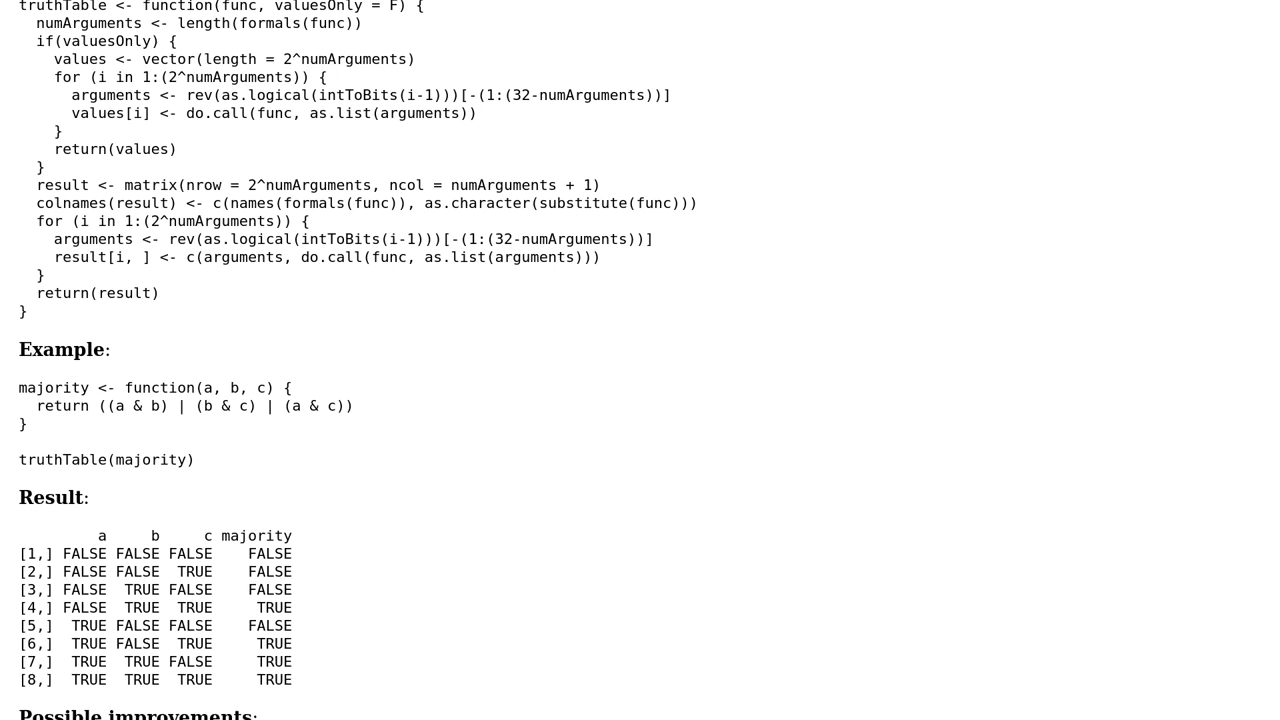 truthTable <- function(func, valuesOnly = F) {
  numArguments <- length(formals(func))
  if(valuesOnly) {
    values <- vector(length = 2^numArguments)
    for (i in 1:(2^numArguments)) {
      arguments <- rev(as.logical(intToBits(i-1)))[-(1:(32-numArguments))]
      values[i] <- do.call(func, as.list(arguments))
    }
    return(values)
  }
  result <- matrix(nrow = 2^numArguments, ncol = numArguments + 1)
  colnames(result) <- c(names(formals(func)), as.character(substitute(func)))
  for (i in 1:(2^numArguments)) {
    arguments <- rev(as.logical(intToBits(i-1)))[-(1:(32-numArguments))]
    result[i, ] <- c(arguments, do.call(func, as.list(arguments)))
  }
  return(result)
}
Example:
majority <- function(a, b, c) {
  return ((a & b) | (b & c) | (a & c))
}
truthTable(majority)
Result:
         a     b     c majority
[1,] FALSE FALSE FALSE    FALSE
[2,] FALSE FALSE  TRUE    FALSE
[3,] FALSE  TRUE FALSE    FALSE
[4,] FALSE  TRUE  TRUE     TRUE
[5,]  TRUE FALSE FALSE    FALSE
[6,]  TRUE FALSE  TRUE     TRUE
[7,]  TRUE  TRUE FALSE     TRUE
[8,]  TRUE  TRUE  TRUE     TRUE
Possible improvements: